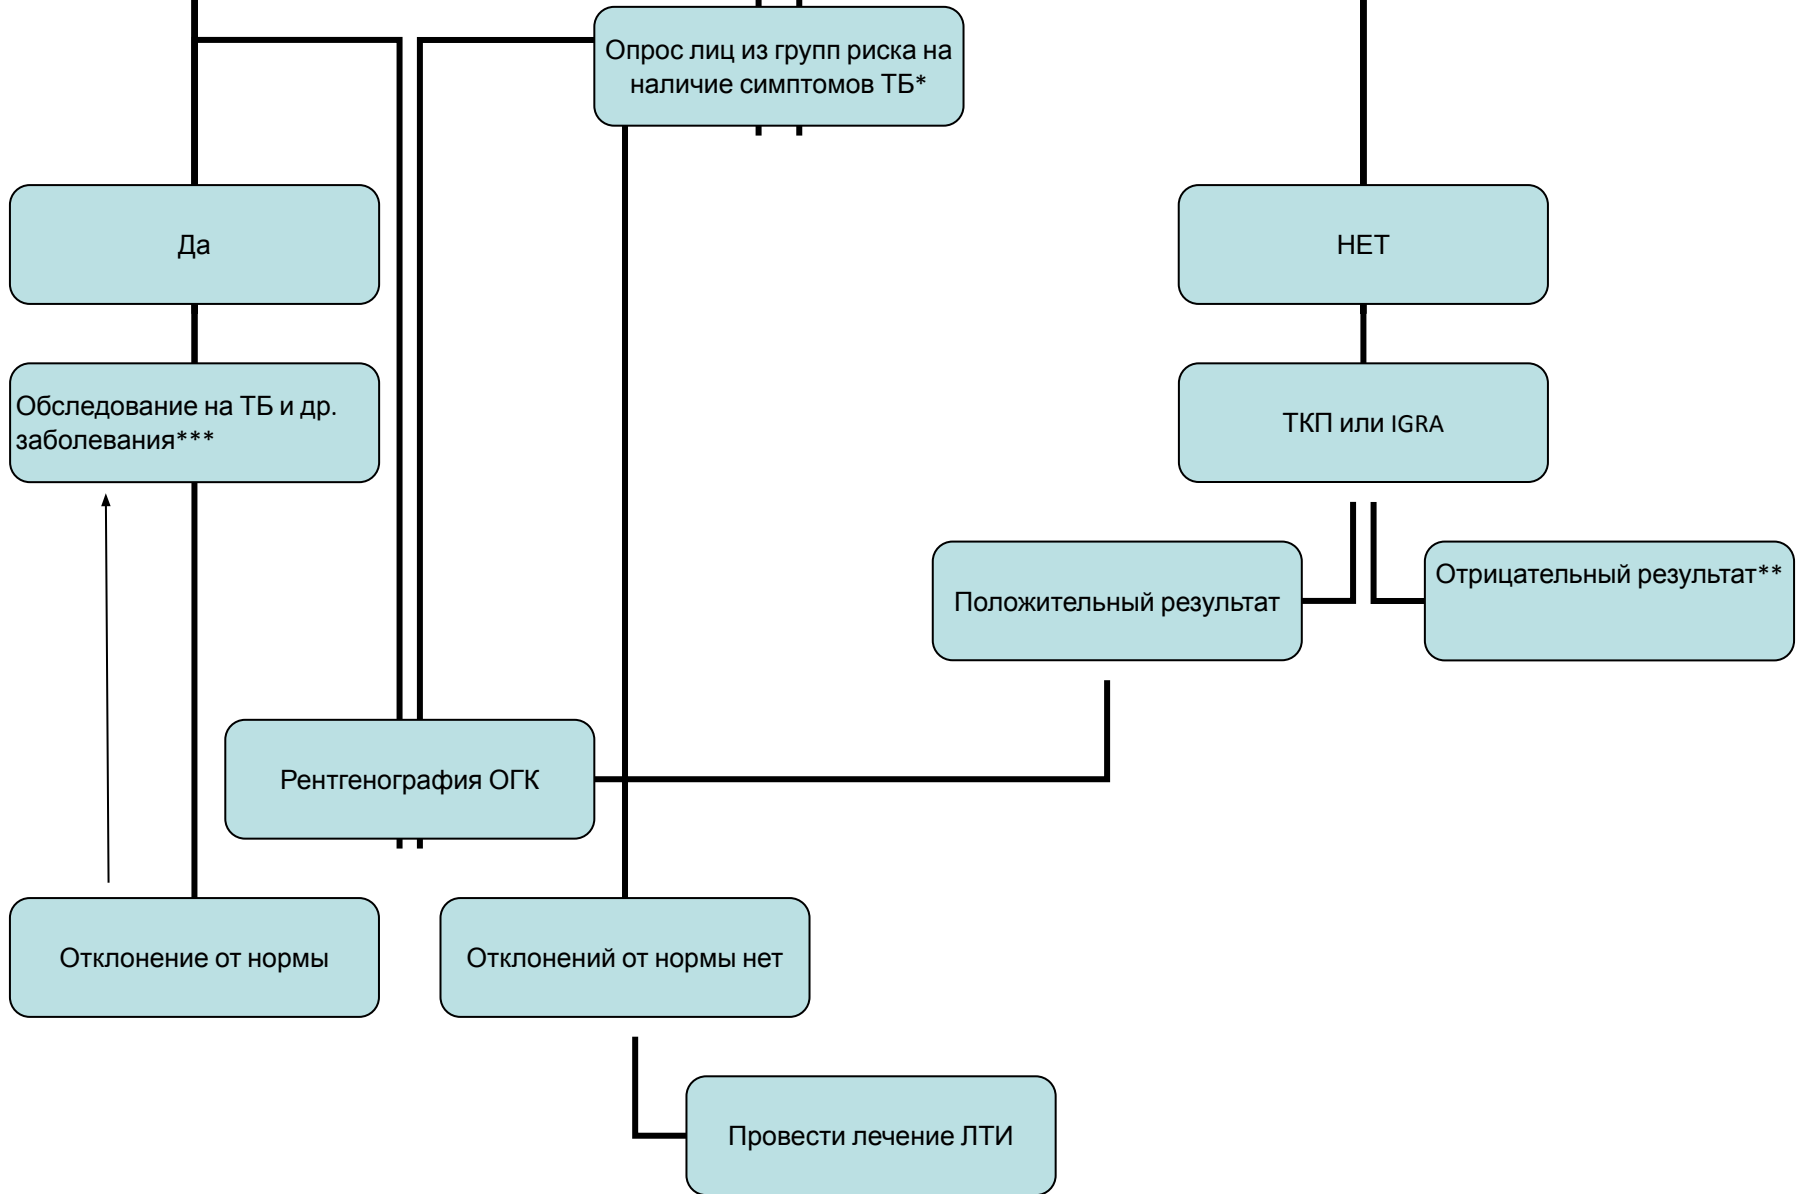 Опрос лиц из групп риска на
наличие симптомов ТБ*
Да
НЕТ
Обследование на ТБ и др.
заболевания***
ТКП или IGRA
Положительный результат
Отрицательный результат**
Рентгенография ОГК
Отклонение от нормы
Отклонений от нормы нет
Провести лечение ЛТИ